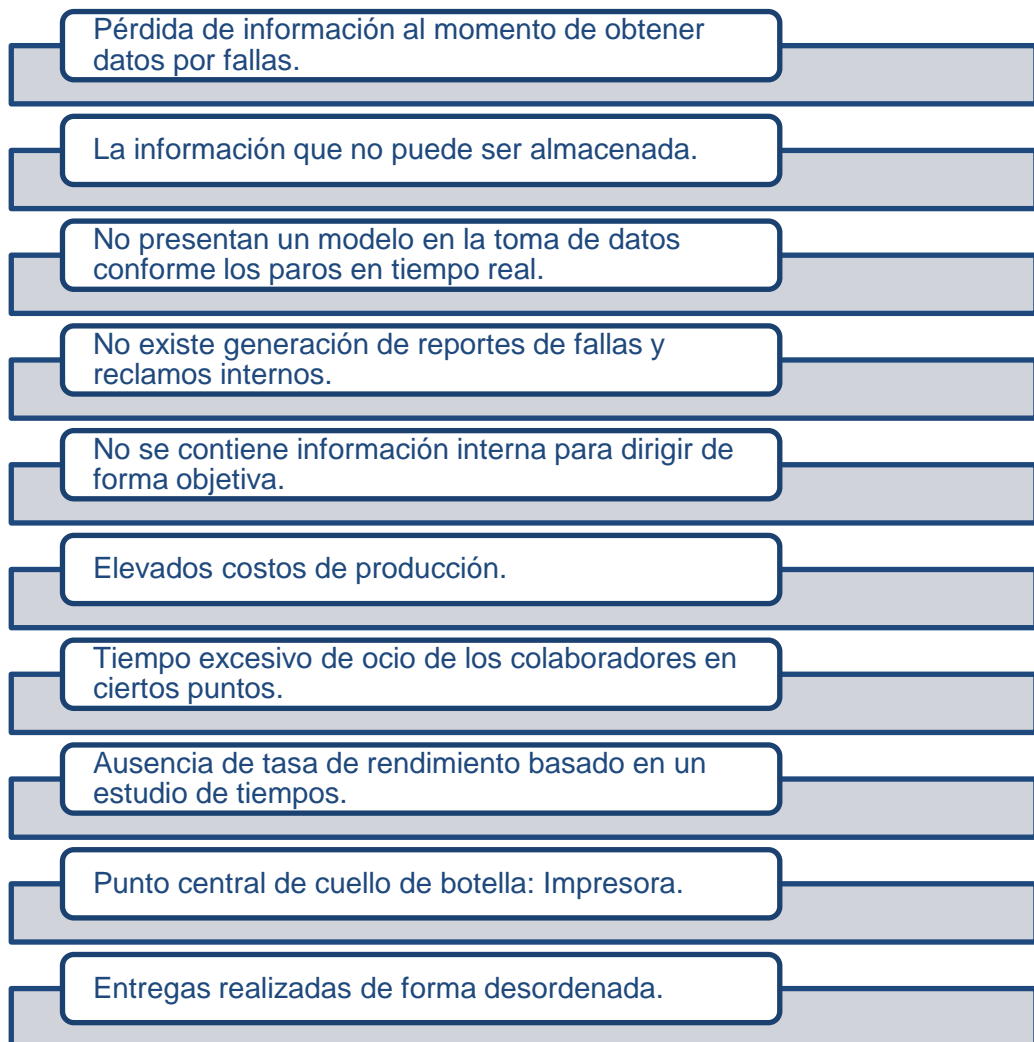 Pérdida de información al momento de obtener
datos por fallas.
La información que no puede ser almacenada.
No presentan un modelo en la toma de datos
conforme los paros en tiempo real.
No existe generación de reportes de fallas y
reclamos internos.
No se contiene información interna para dirigir de
forma objetiva.
Elevados costos de producción.
Tiempo excesivo de ocio de los colaboradores en
ciertos puntos.
Ausencia de tasa de rendimiento basado en un
estudio de tiempos.
Punto central de cuello de botella: Impresora.
Entregas realizadas de forma desordenada.